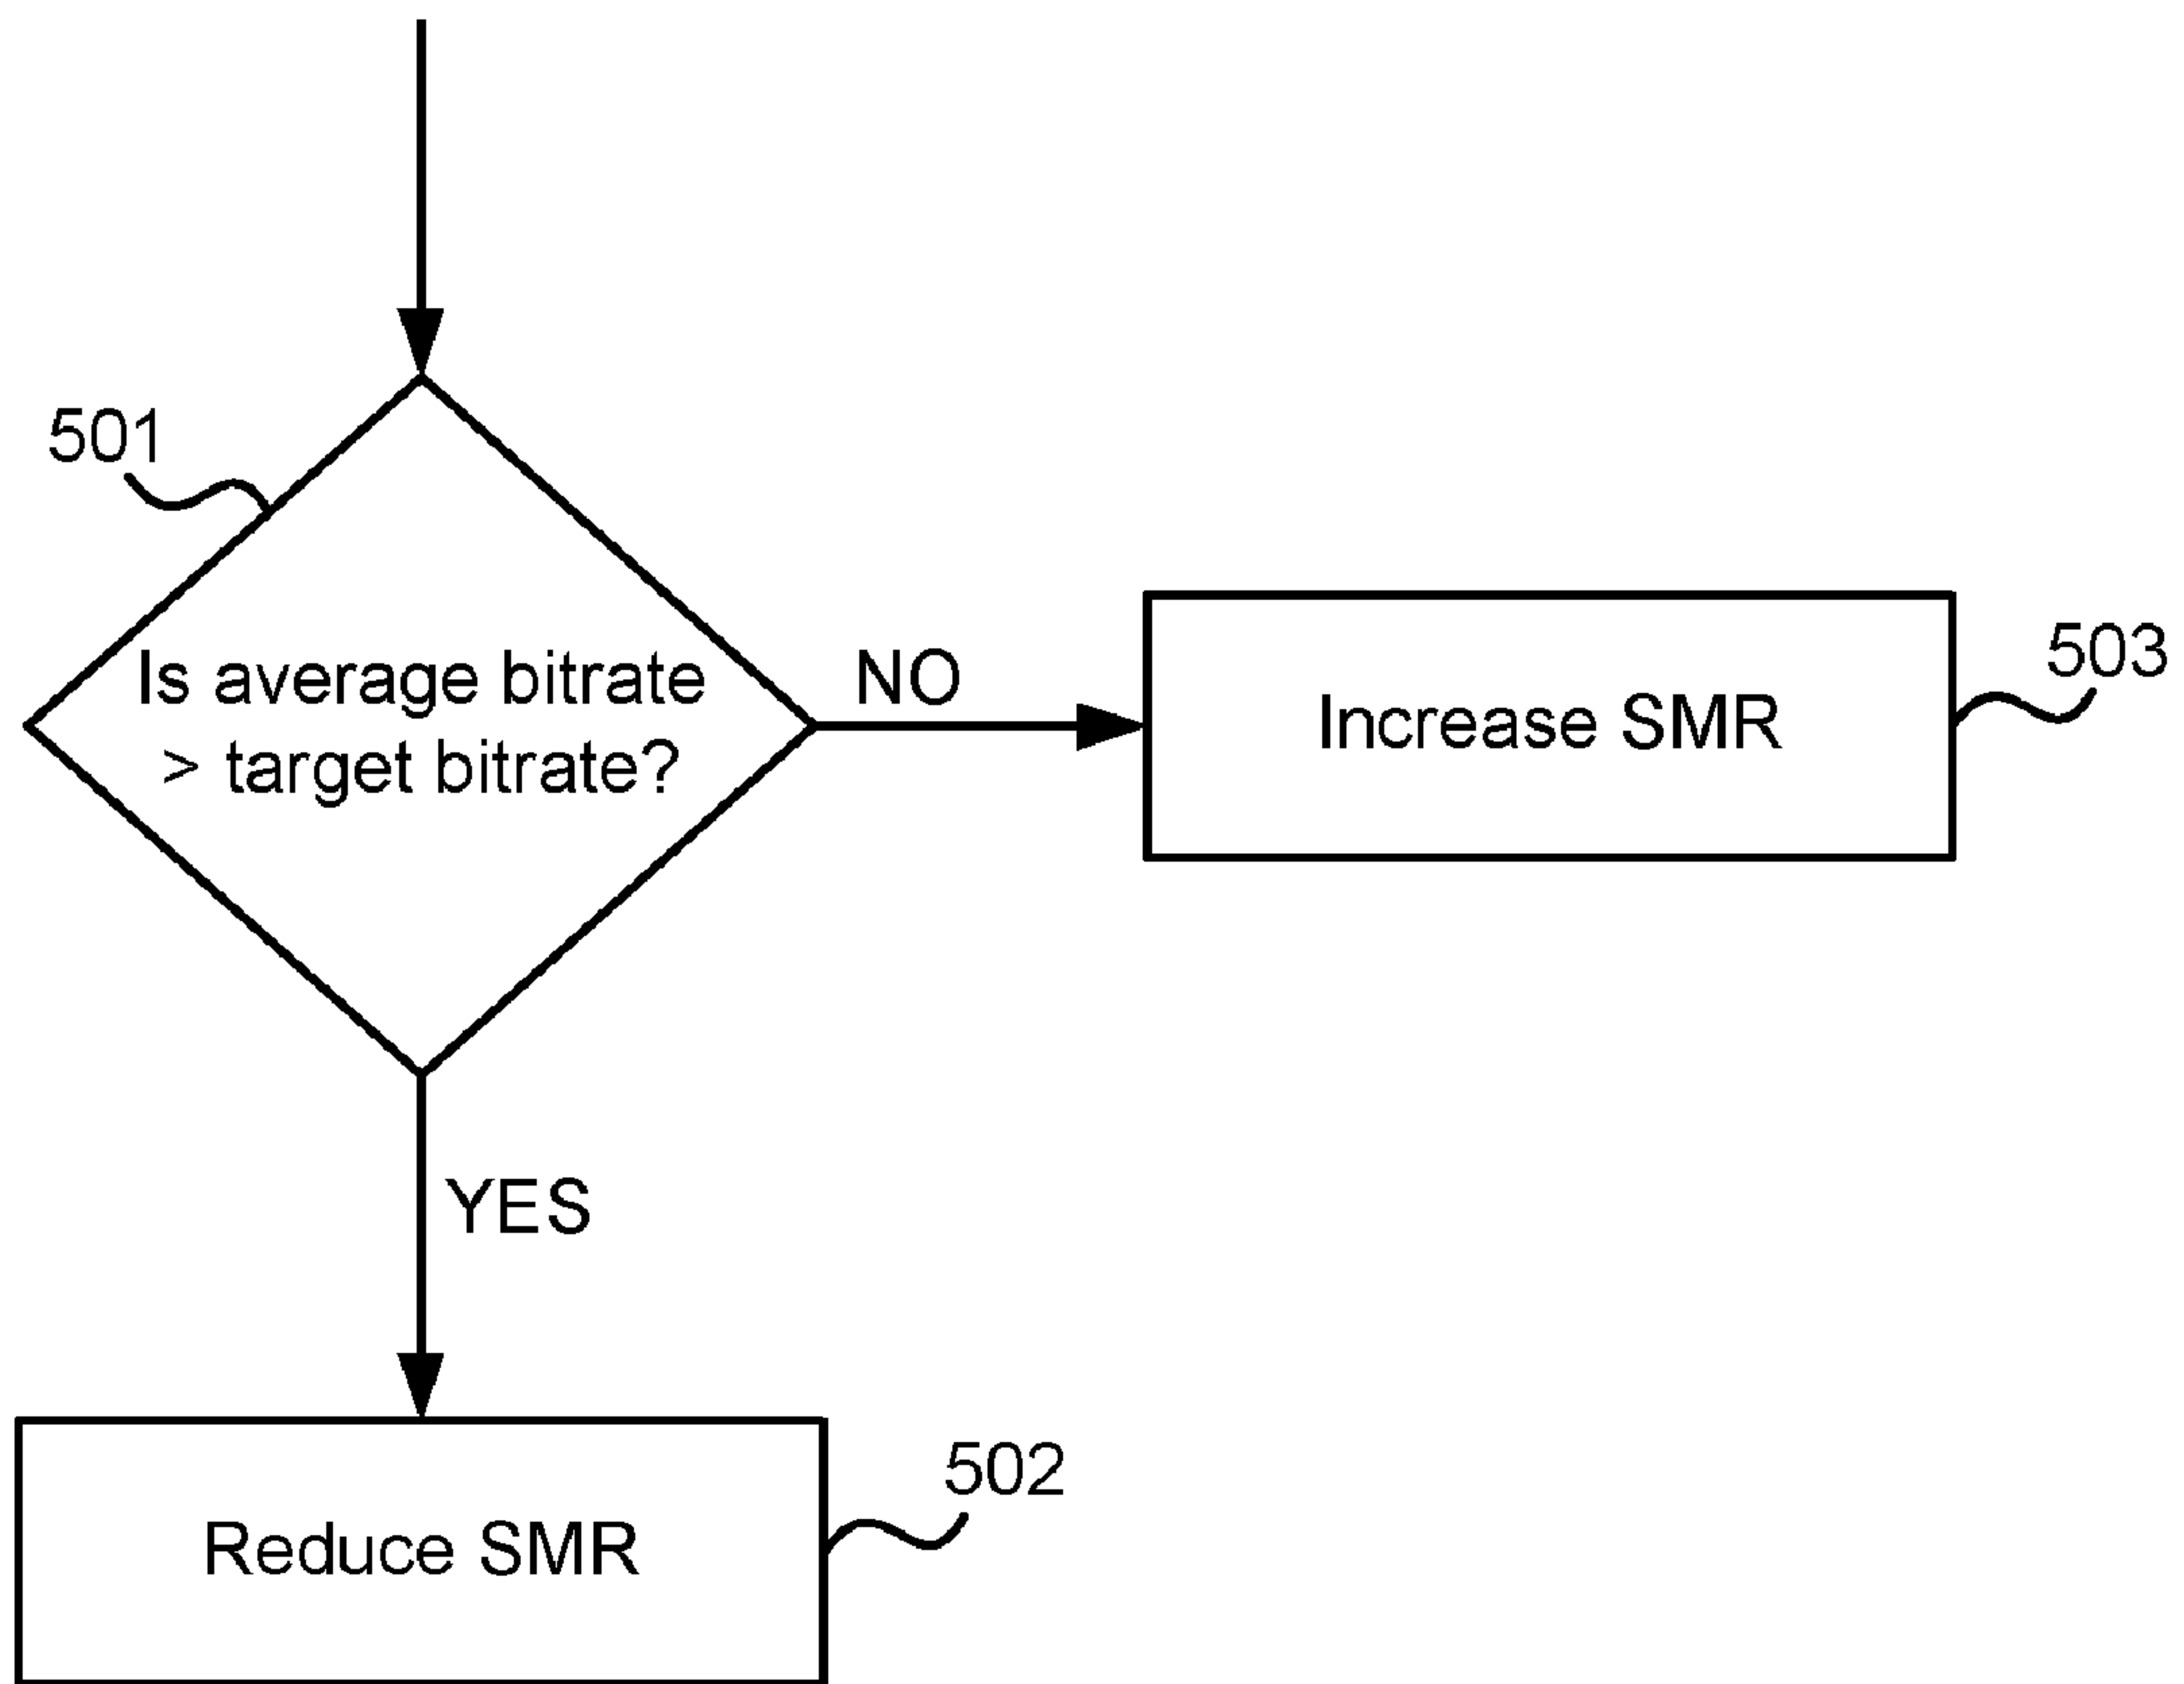 501
Is average bitrate
> target bitrate?
NO
Increase SMR
503
YES
Reduce SMR
502